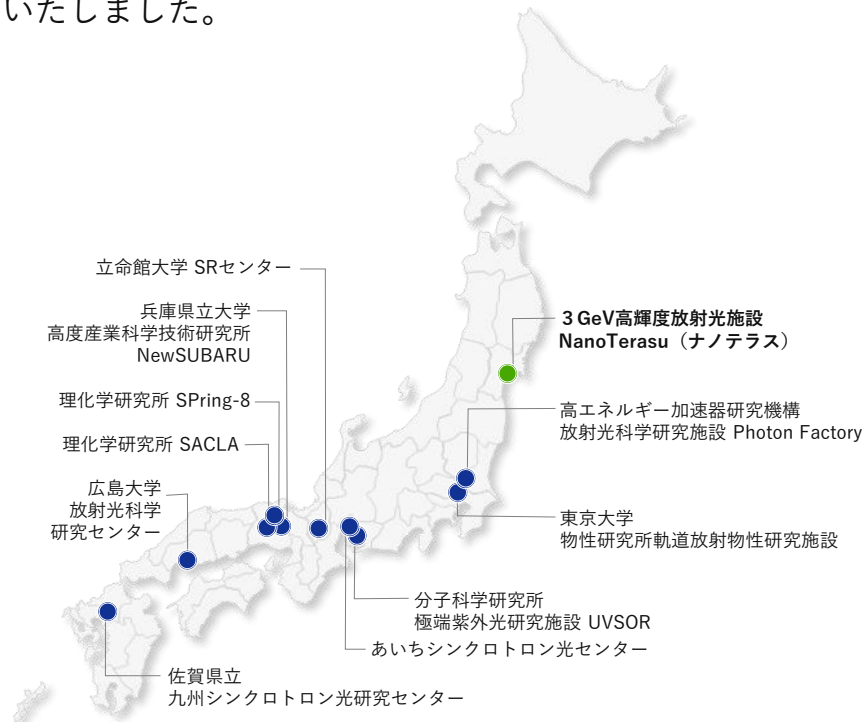 いたしました。
立命館大学 SRセンター
兵庫県立大学
高度産業科学技術研究所
NewSUBARU
理化学研究所 SPring-8
理化学研究所 SACLA
広島大学
放射光科学
研究センター
3GeV高輝度放射光施設
NanoTerasu（ナノテラス）
高エネルギー加速器研究機構
放射光科学研究施設 Photon Factory
東京大学
物性研究所軌道放射物性研究施設
分子科学研究所
極端紫外光研究施設 UVSOR
あいちシンクロトロン光センター
佐賀県立
九州シンクロトロン光研究センター